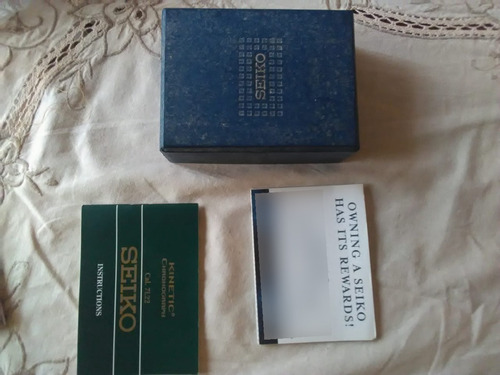 SEIKO
KINETIC®
CHRONOGRAPH
Cal. 7L22
SEIKO
INSTRUCTIONS
OWNING A SEIKO
HAS ITS REWARDS!